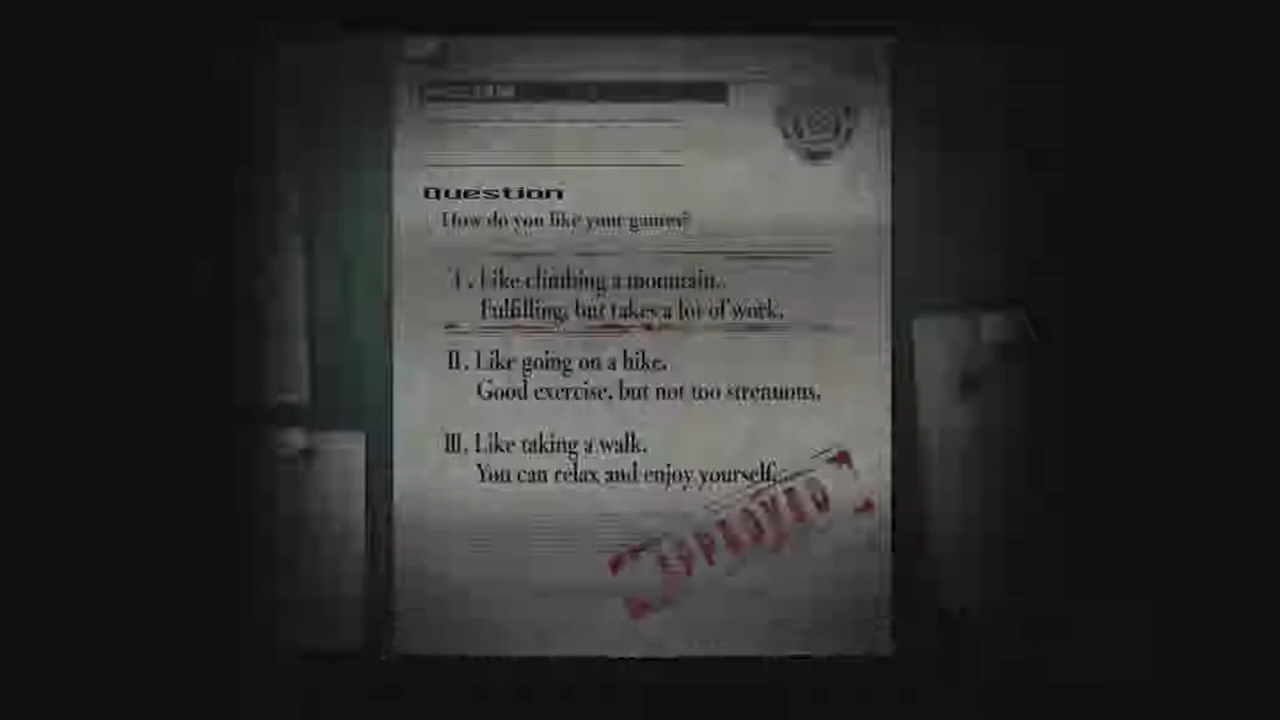 Question
How do you like your games?
I. Like climbing a mountain.
Fulfilling, but takes a lot of work.
II. Like going on a hike.
Good exercise, but not too strenuous.
III. Like taking a walk.
You can relax and enjoy yourself.
APPROVED